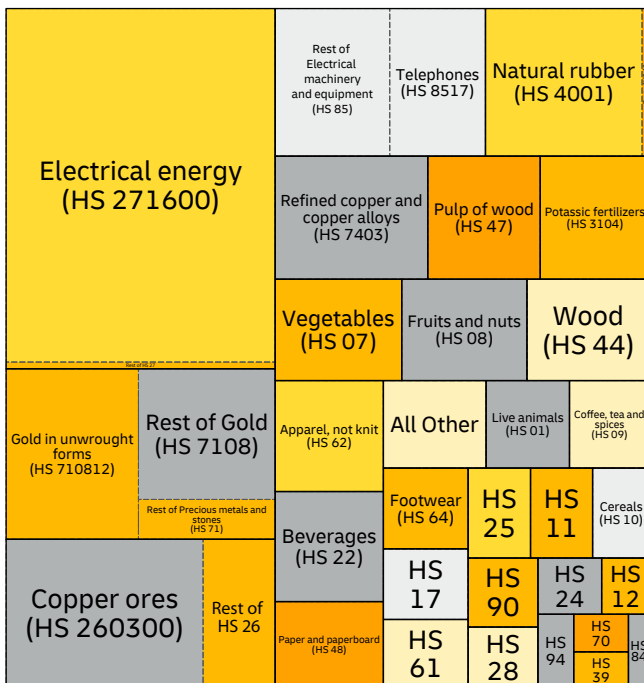 Electrical energy
(HS 271600)
Rest of HS 27
Gold in unwrought
forms
(HS 710812)
Rest of Gold
(HS 7108)
Rest of Precious metals and
stones
(HS 71)
Copper ores
(HS 260300)
Rest of
HS 26
Rest of
Electrical
machinery
and equipment
(HS 85)
Telephones
(HS 8517)
Natural rubber
(HS 4001)
Refined copper and
copper alloys
(HS 7403)
Pulp of wood
(HS 47)
Potassic fertilizers
(HS 3104)
Vegetables
(HS 07)
Fruits and nuts
(HS 08)
Wood
(HS 44)
Apparel, not knit
(HS 62)
All Other
Live animals
(HS 01)
Coffee, tea and
spices
(HS 09)
Beverages
(HS 22)
Paper and paperboard
(HS 48)
Footwear
(HS 64)
HS
25
HS
11
Cereals
(HS 10)
HS
17
HS
90
HS
24
HS
12
HS
61
HS
28
HS
94
HS
70
HS
39
HS
84